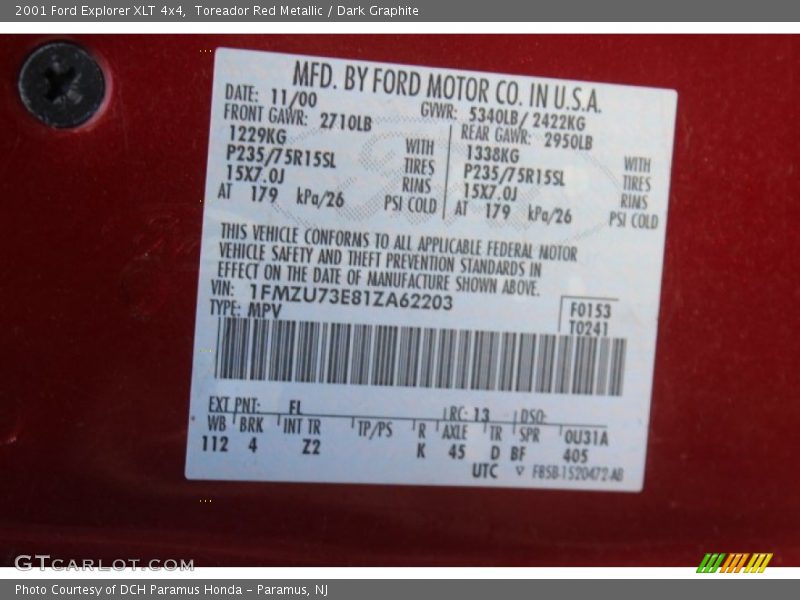 2001 Ford Explorer XLT 4x4, Toreador Red Metallic / Dark Graphite
MFD. BY FORD MOTOR CO. IN U.S.A.
DATE: 11/00 GVWR: 5340LB/ 2422KG
FRONT GAWR: 2710LB REAR GAWR: 2950LB
1229KG WITH 1338KG WITH
P235/75R15SL TIRES P235/75R15SL TIRES
15X7.0J RIMS 15X7.0J RIMS
AT 179 kPa/26 PSI COLD AT 179 kPa/26 PSI COLD
THIS VEHICLE CONFORMS TO ALL APPLICABLE FEDERAL MOTOR
VEHICLE SAFETY AND THEFT PREVENTION STANDARDS IN
EFFECT ON THE DATE OF MANUFACTURE SHOWN ABOVE.
VIN: 1FMZU73E81ZA62203
TYPE: MPV F0153
T0241
EXT PNT: FL RC: 13 DSO:
WB BRK INT TR TP/PS R AXLE TR SPR 0U31A
112 4 Z2 K 45 D BF 405
UTC ▽ F85B-1520472-AB
GTCARLOT.COM
Photo Courtesy of DCH Paramus Honda - Paramus, NJ